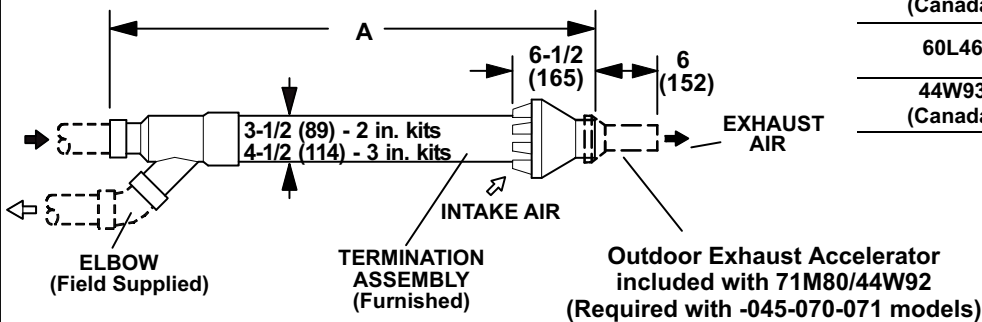 (Canada
A
6-1/2
(165)
6
(152)
60L46
44W93
(Canada
3-1/2 (89) - 2 in. kits
4-1/2 (114) - 3 in. kits
EXHAUST
AIR
INTAKE AIR
ELBOW
(Field Supplied)
TERMINATION
ASSEMBLY
(Furnished)
Outdoor Exhaust Accelerator
included with 71M80/44W92
(Required with -045-070-071 models)